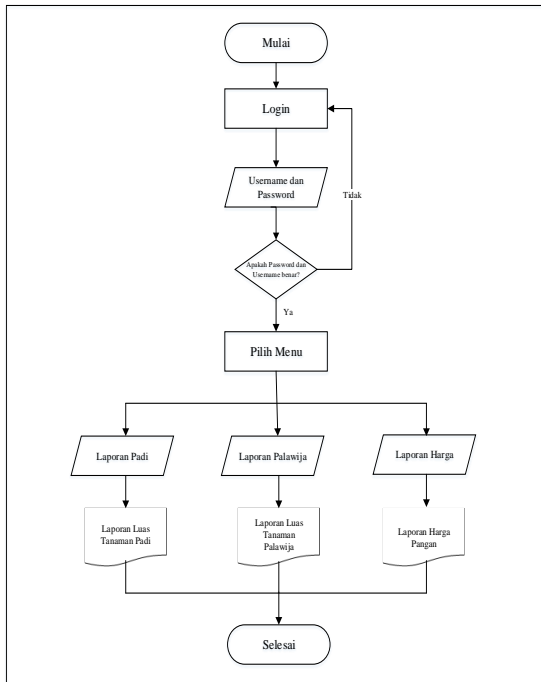 Mulai
Login
Username dan
Password
Tidak
Apakah Password dan
Username benar?
Ya
Pilih Menu
Laporan Padi
Laporan Palawija
Laporan Harga
Laporan Luas
Tanaman Padi
Laporan Luas
Tanaman
Palawija
Laporan Harga
Pangan
Selesai